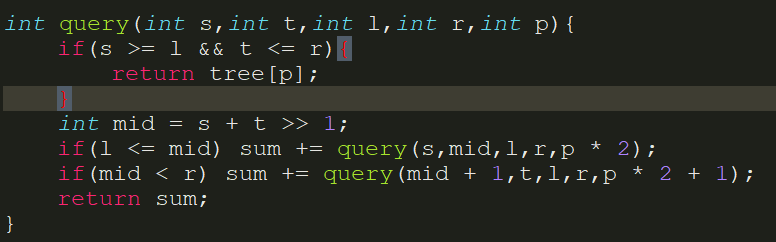 int query(int s,int t,int l,int r,int p){
    if(s >= l && t <= r){
        return tree[p];
    }
    int mid = s + t >> 1;
    if(l <= mid) sum += query(s,mid,l,r,p * 2);
    if(mid < r) sum += query(mid + 1,t,l,r,p * 2 + 1);
    return sum;
}